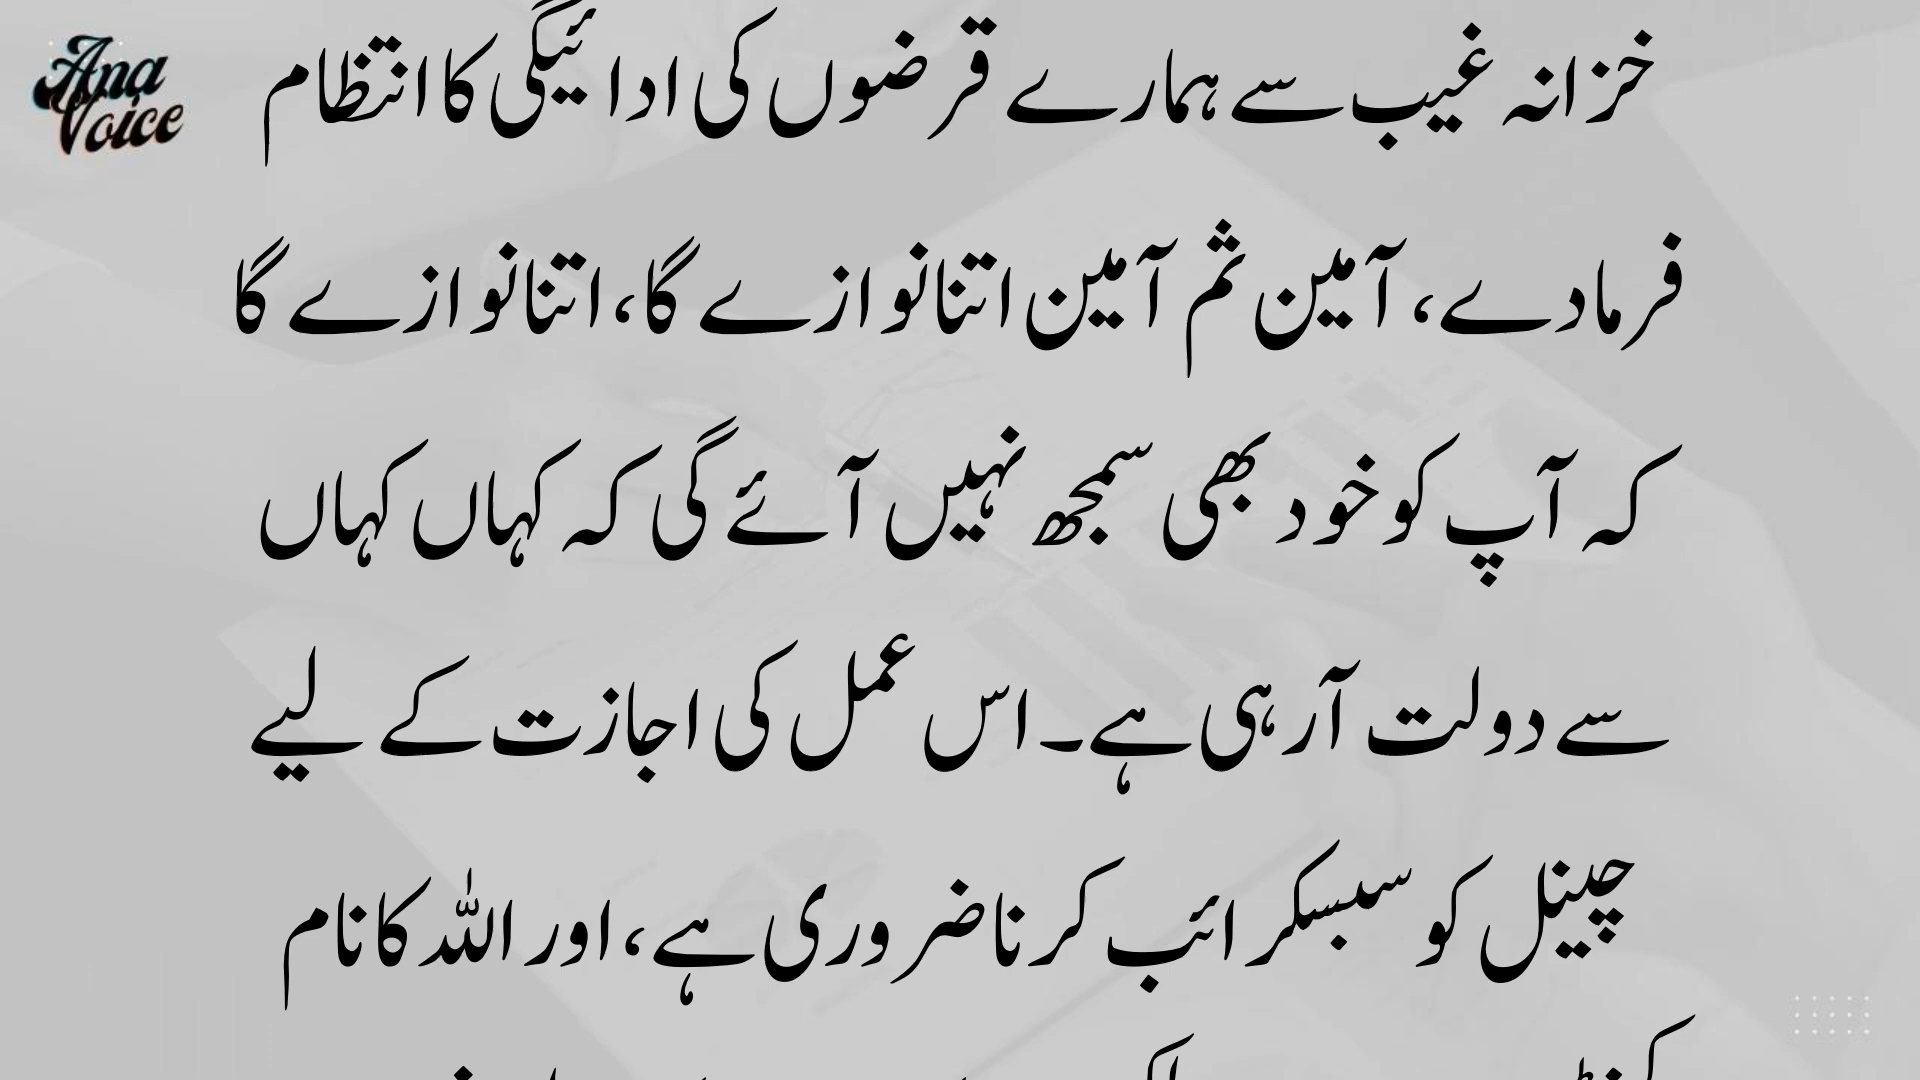 Ana
Voice
خزانہ غیب سے ہمارے قرضوں کی ادائیگی کا انتظام
فرما دے، آمین ثم آمین اتنا نوازے گا، اتنا نوازے گا
کہ آپ کو خود بھی سمجھ نہیں آئے گی کہ کہاں کہاں
سے دولت آرہی ہے۔ اس عمل کی اجازت کے لیے
چینل کو سبسکرائب کرنا ضروری ہے، اور اللہ کا نام